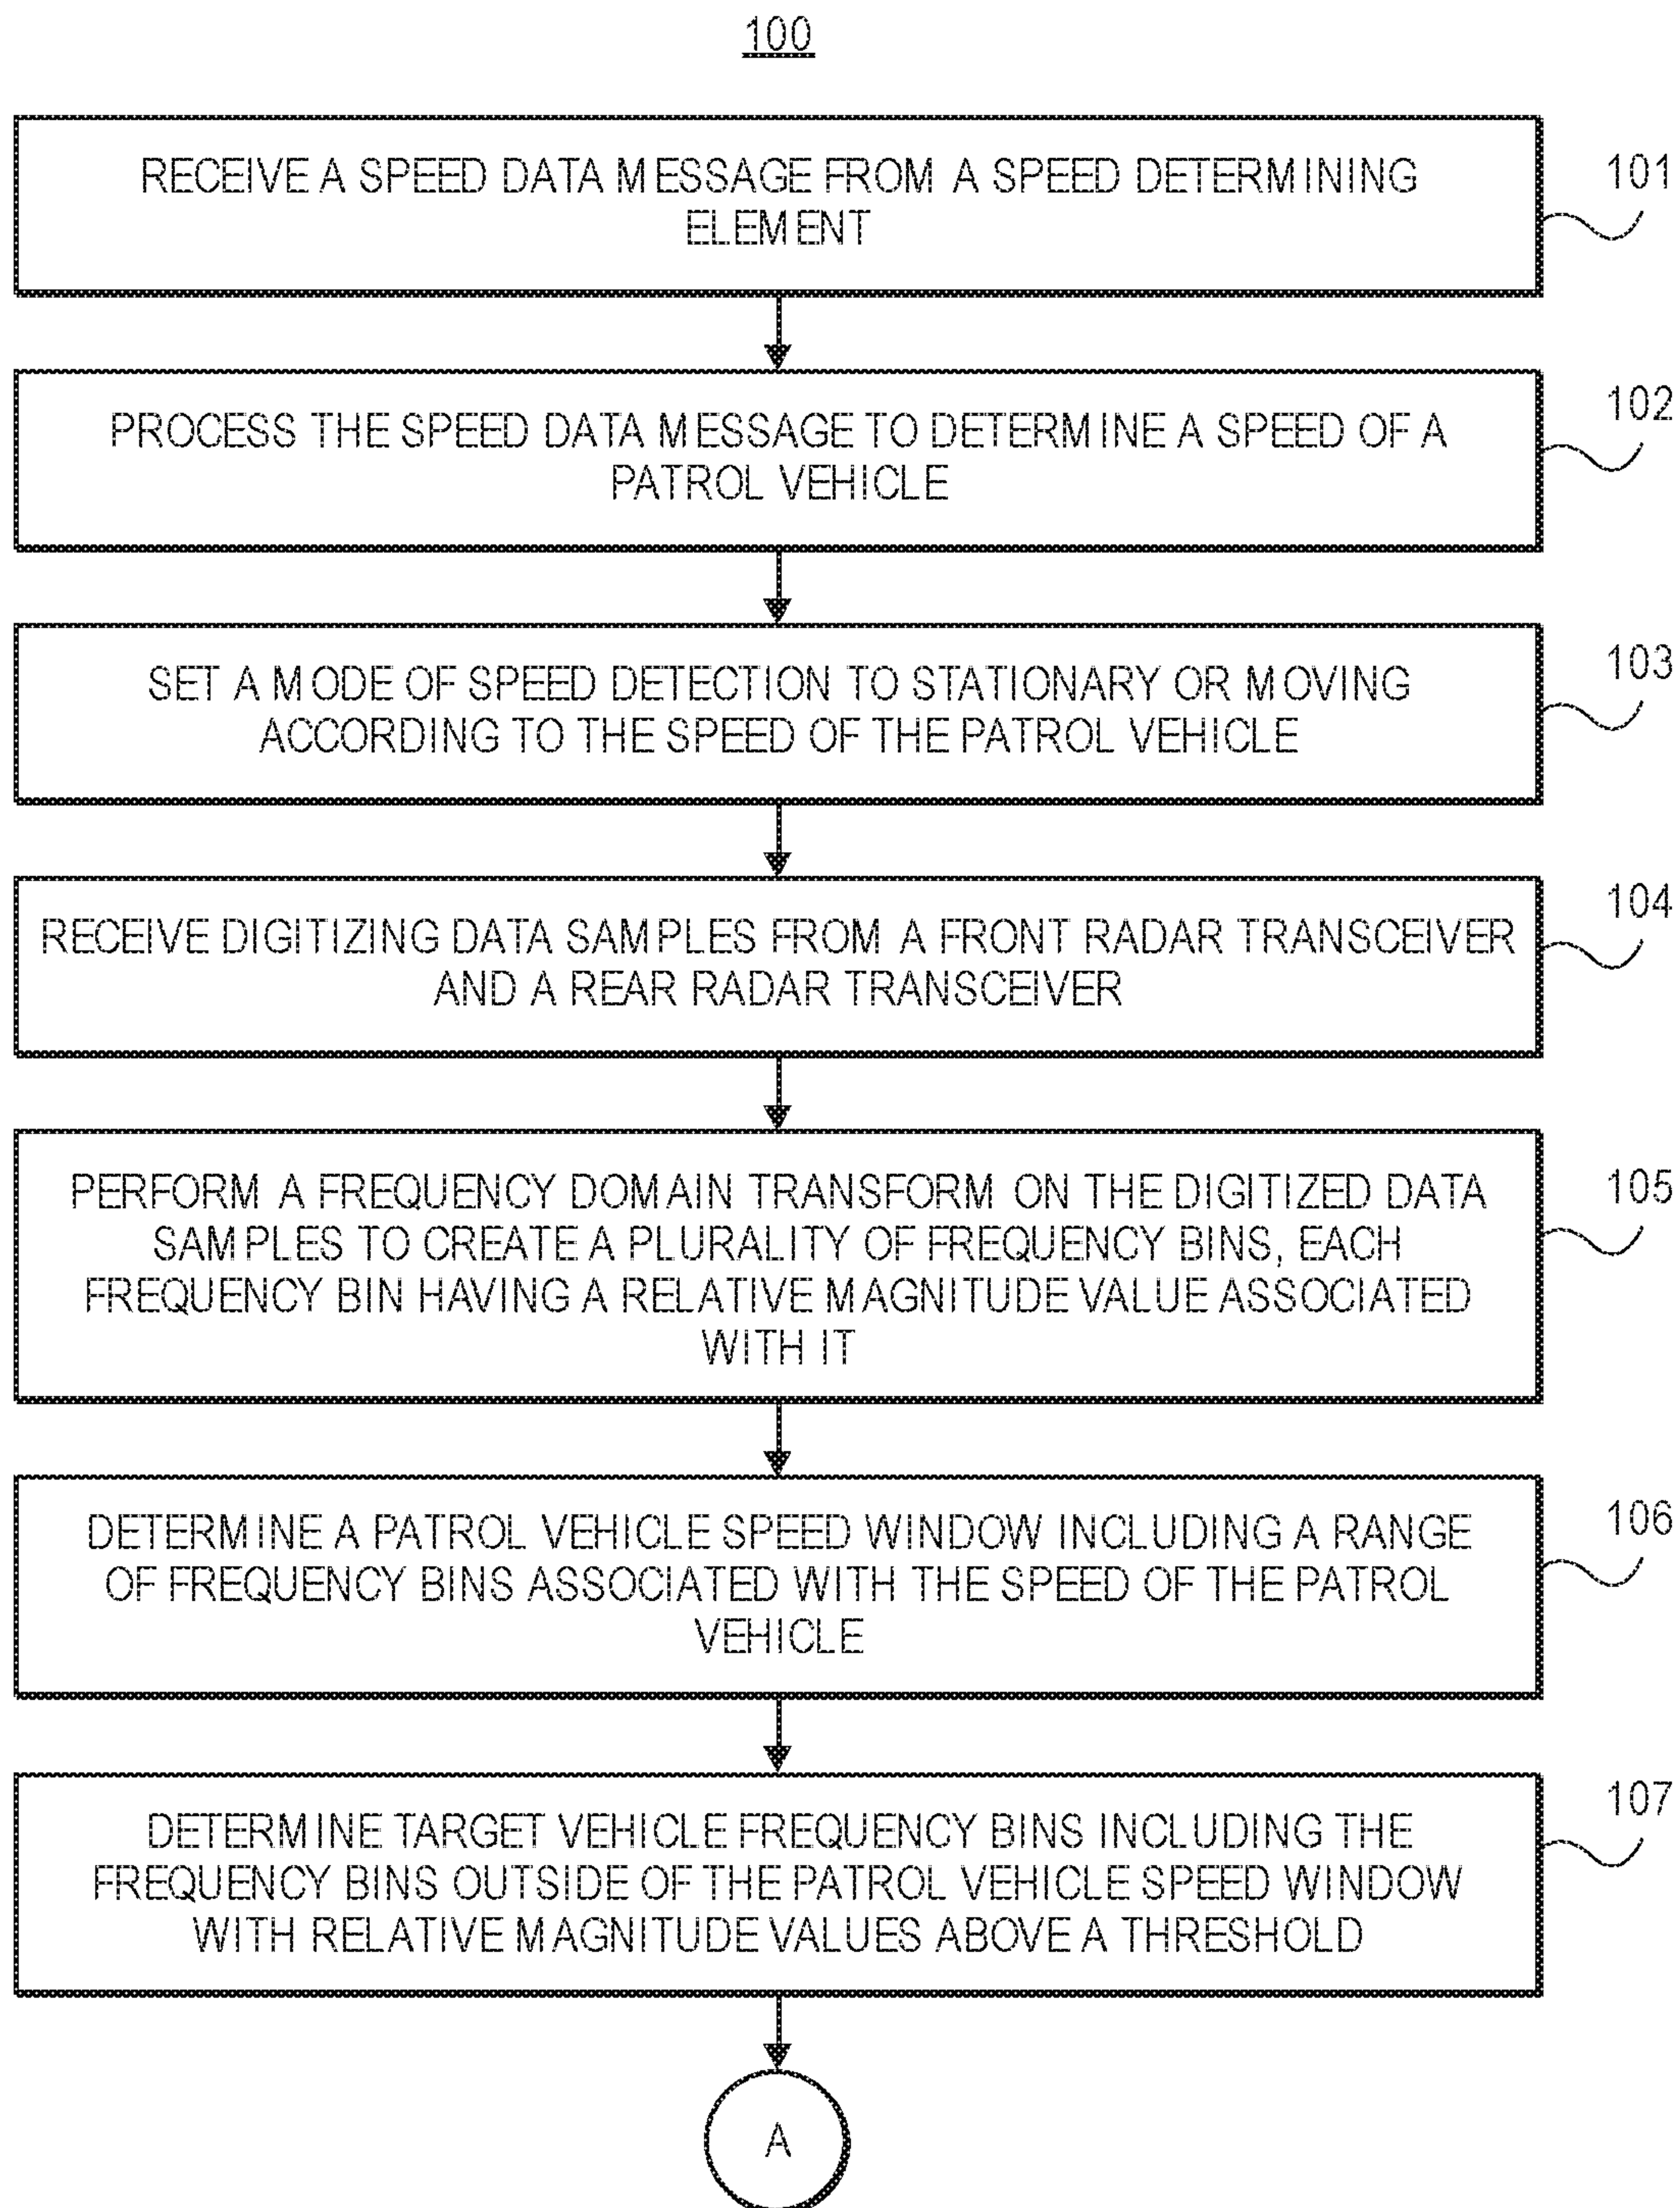 100
RECEIVE A SPEED DATA MESSAGE FROM A SPEED DETERMINING
ELEMENT
101
PROCESS THE SPEED DATA MESSAGE TO DETERMINE A SPEED OF A
PATROL VEHICLE
102
SET A MODE OF SPEED DETECTION TO STATIONARY OR MOVING
ACCORDING TO THE SPEED OF THE PATROL VEHICLE
103
RECEIVE DIGITIZING DATA SAMPLES FROM A FRONT RADAR TRANSCEIVER
AND A REAR RADAR TRANSCEIVER
104
PERFORM A FREQUENCY DOMAIN TRANSFORM ON THE DIGITIZED DATA
SAMPLES TO CREATE A PLURALITY OF FREQUENCY BINS, EACH
FREQUENCY BIN HAVING A RELATIVE MAGNITUDE VALUE ASSOCIATED
WITH IT
105
DETERMINE A PATROL VEHICLE SPEED WINDOW INCLUDING A RANGE
OF FREQUENCY BINS ASSOCIATED WITH THE SPEED OF THE PATROL
VEHICLE
106
DETERMINE TARGET VEHICLE FREQUENCY BINS INCLUDING THE
FREQUENCY BINS OUTSIDE OF THE PATROL VEHICLE SPEED WINDOW
WITH RELATIVE MAGNITUDE VALUES ABOVE A THRESHOLD
107
A